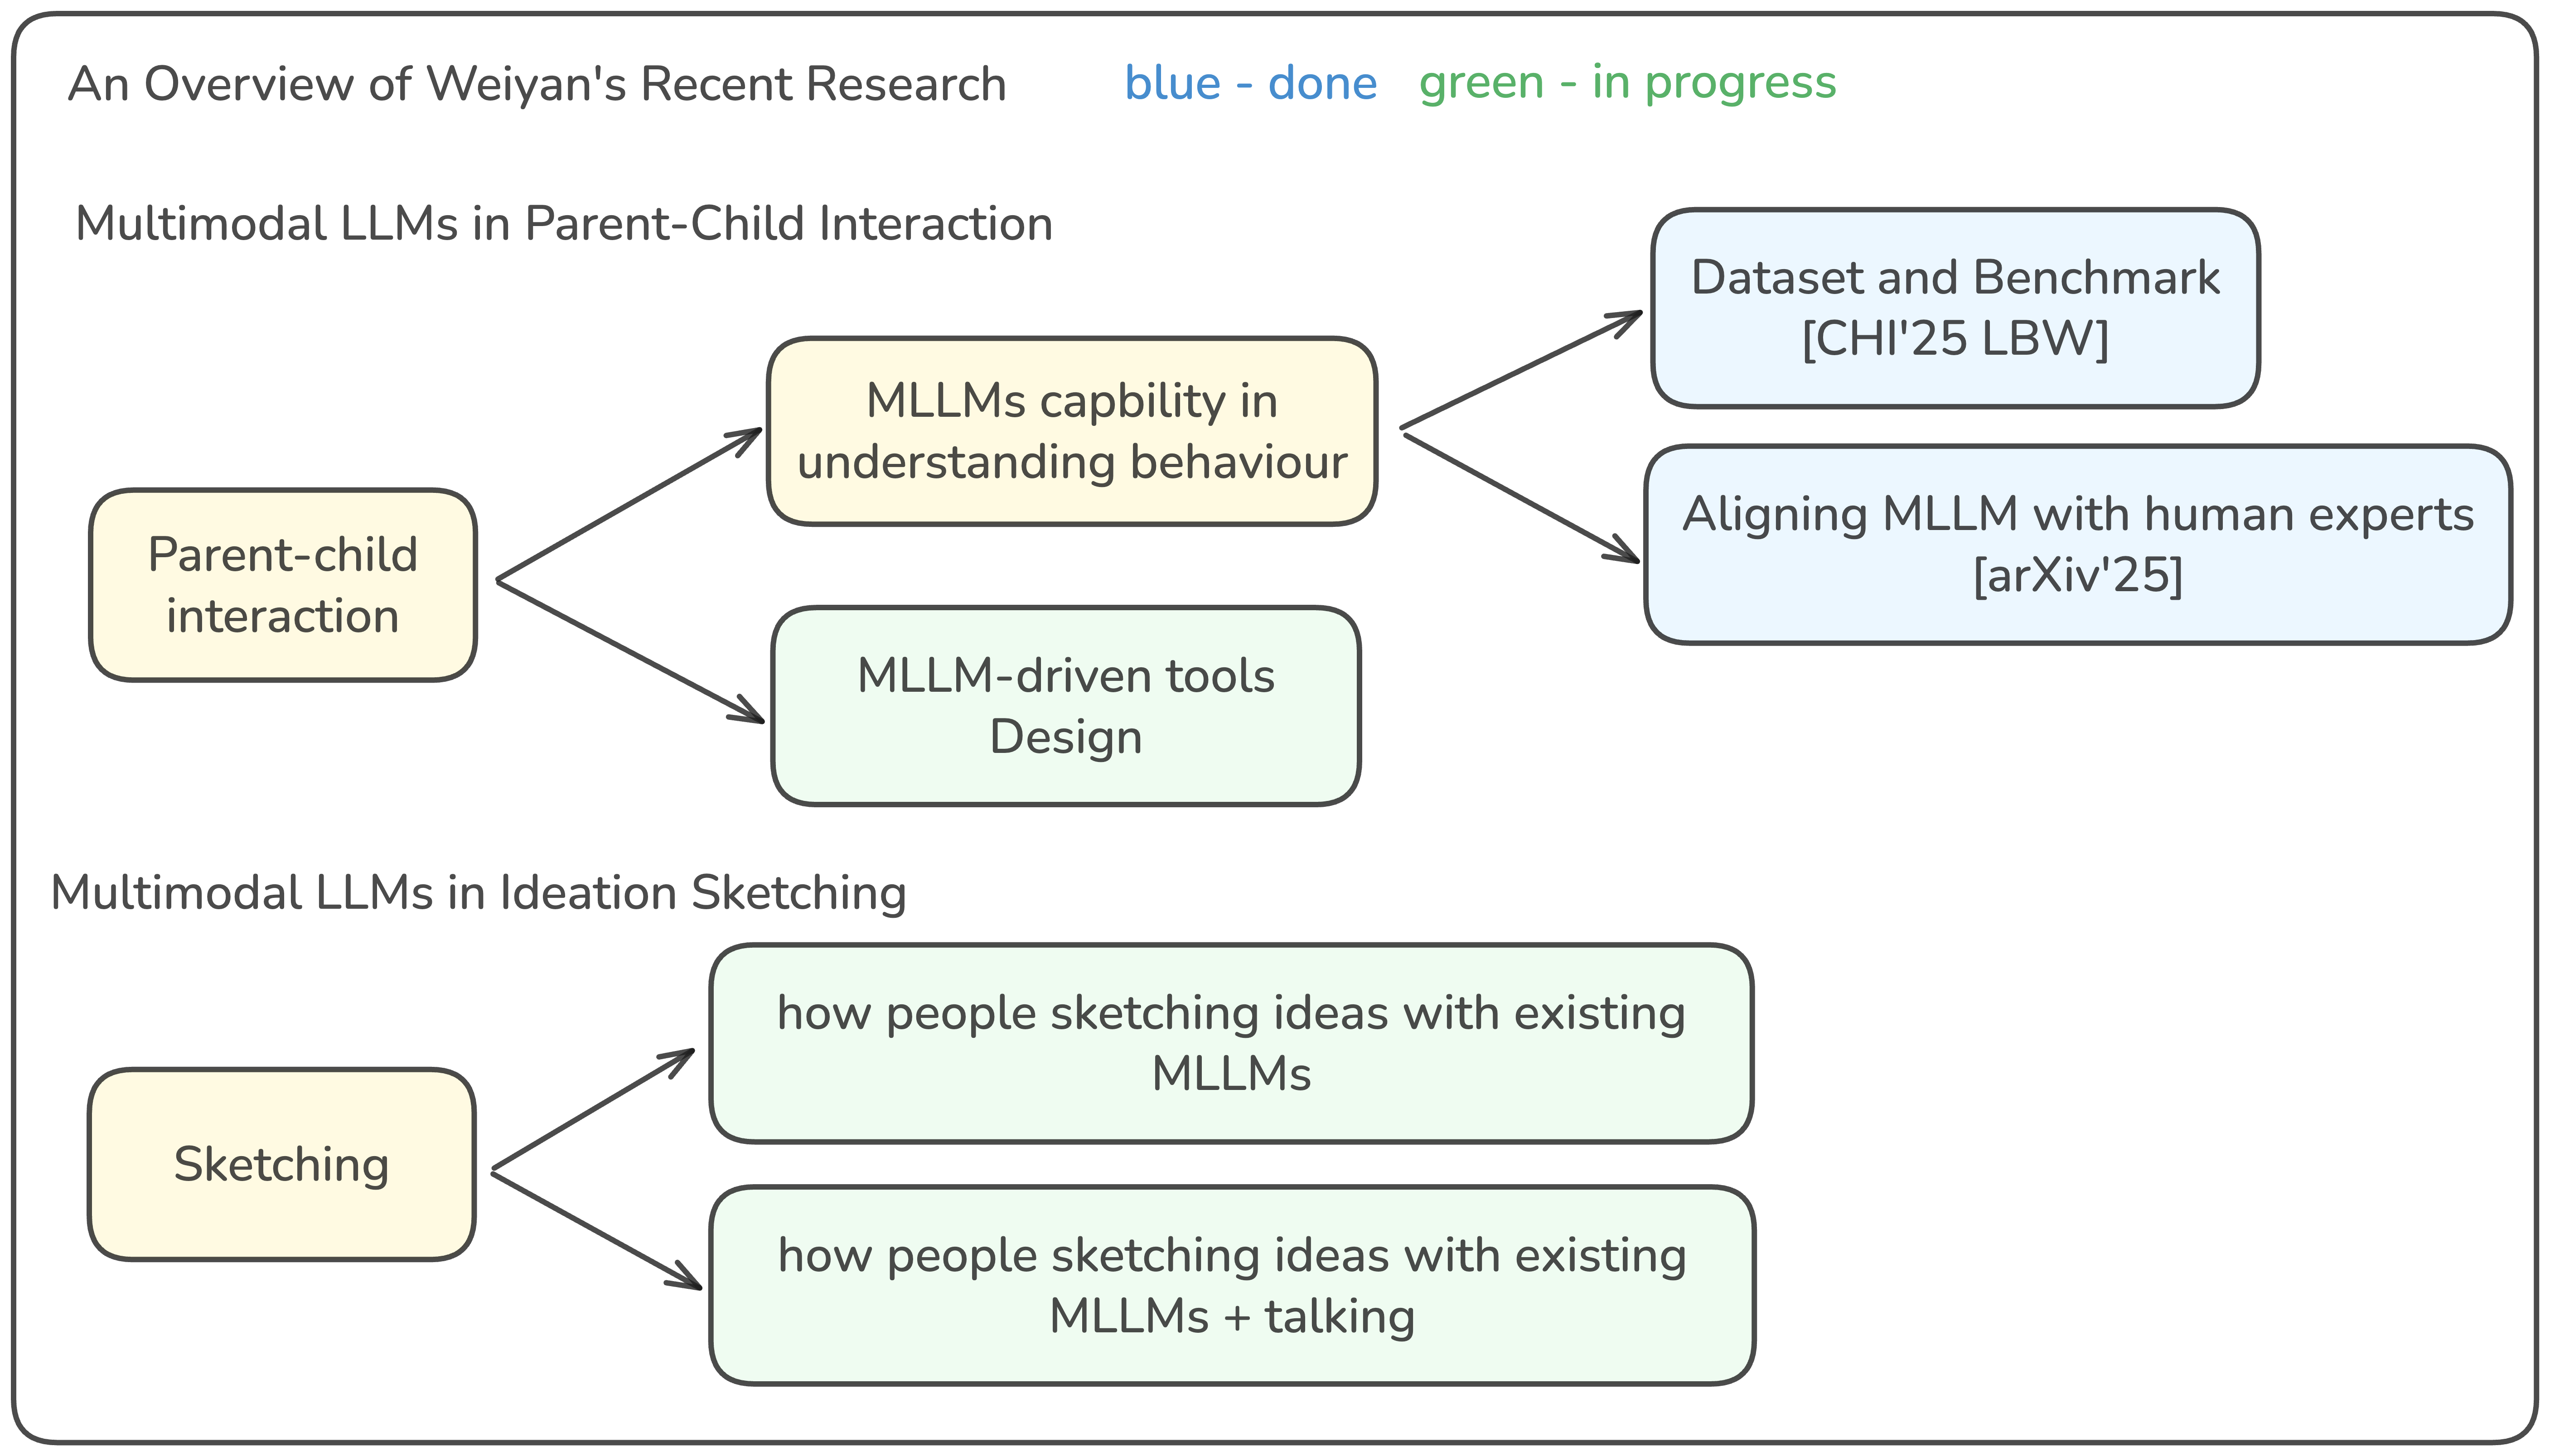 An Overview of Weiyan's Recent Research
blue - done
green - in progress
Multimodal LLMs in Parent-Child Interaction
Dataset and Benchmark
[CHI'25 LBW]
MLLMs capbility in
understanding behaviour
Aligning MLLM with human experts
[arXiv'25]
Parent-child
interaction
MLLM-driven tools
Design
Multimodal LLMs in Ideation Sketching
how people sketching ideas with existing
MLLMs
Sketching
how people sketching ideas with existing
MLLMs + talking